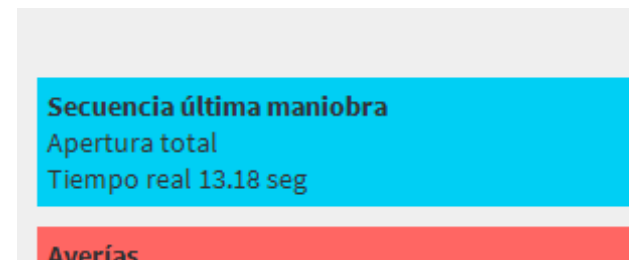 Secuencia última maniobra
Apertura total
Tiempo real 13.18 seg
Averías